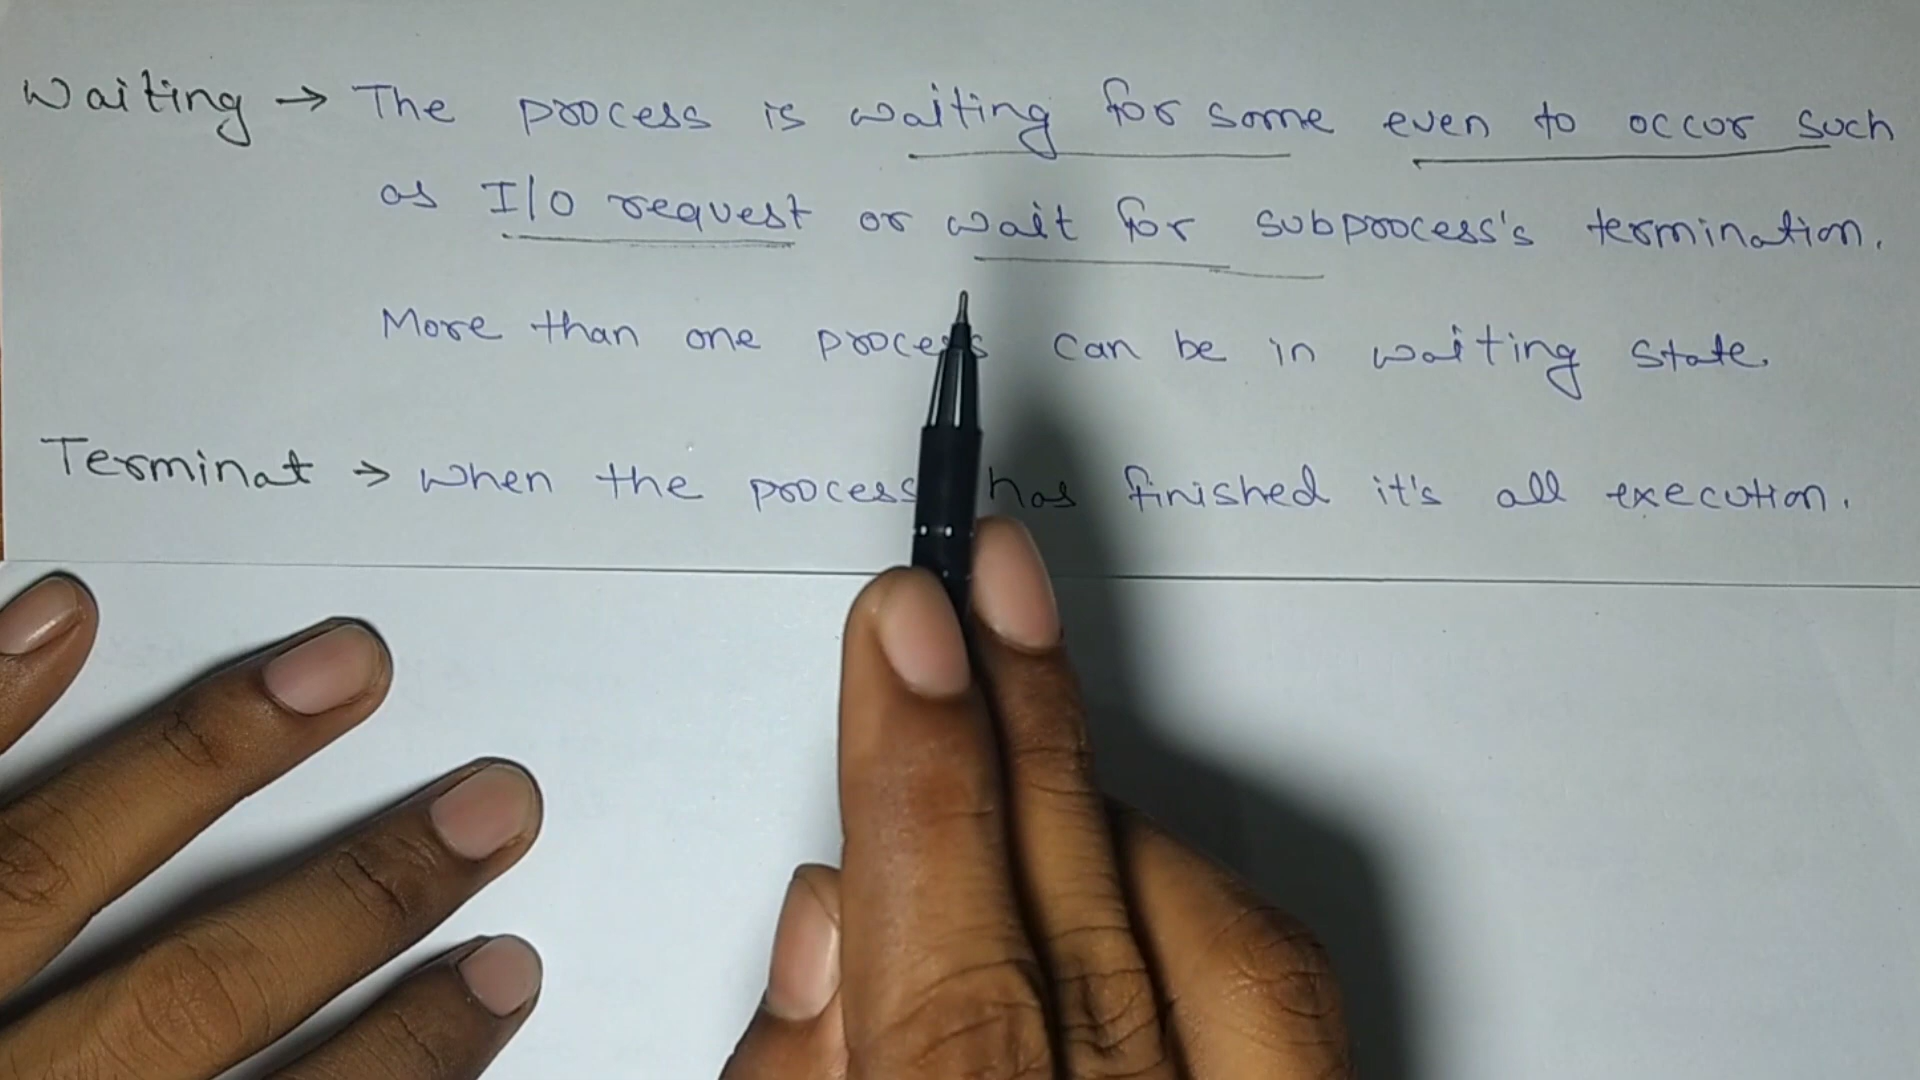 Waiting → The process is waiting for some even to occur such
as I/O request or wait for subprocess's termination.
More than one process can be in waiting state.
Terminat → when the process has finished it's all execution.